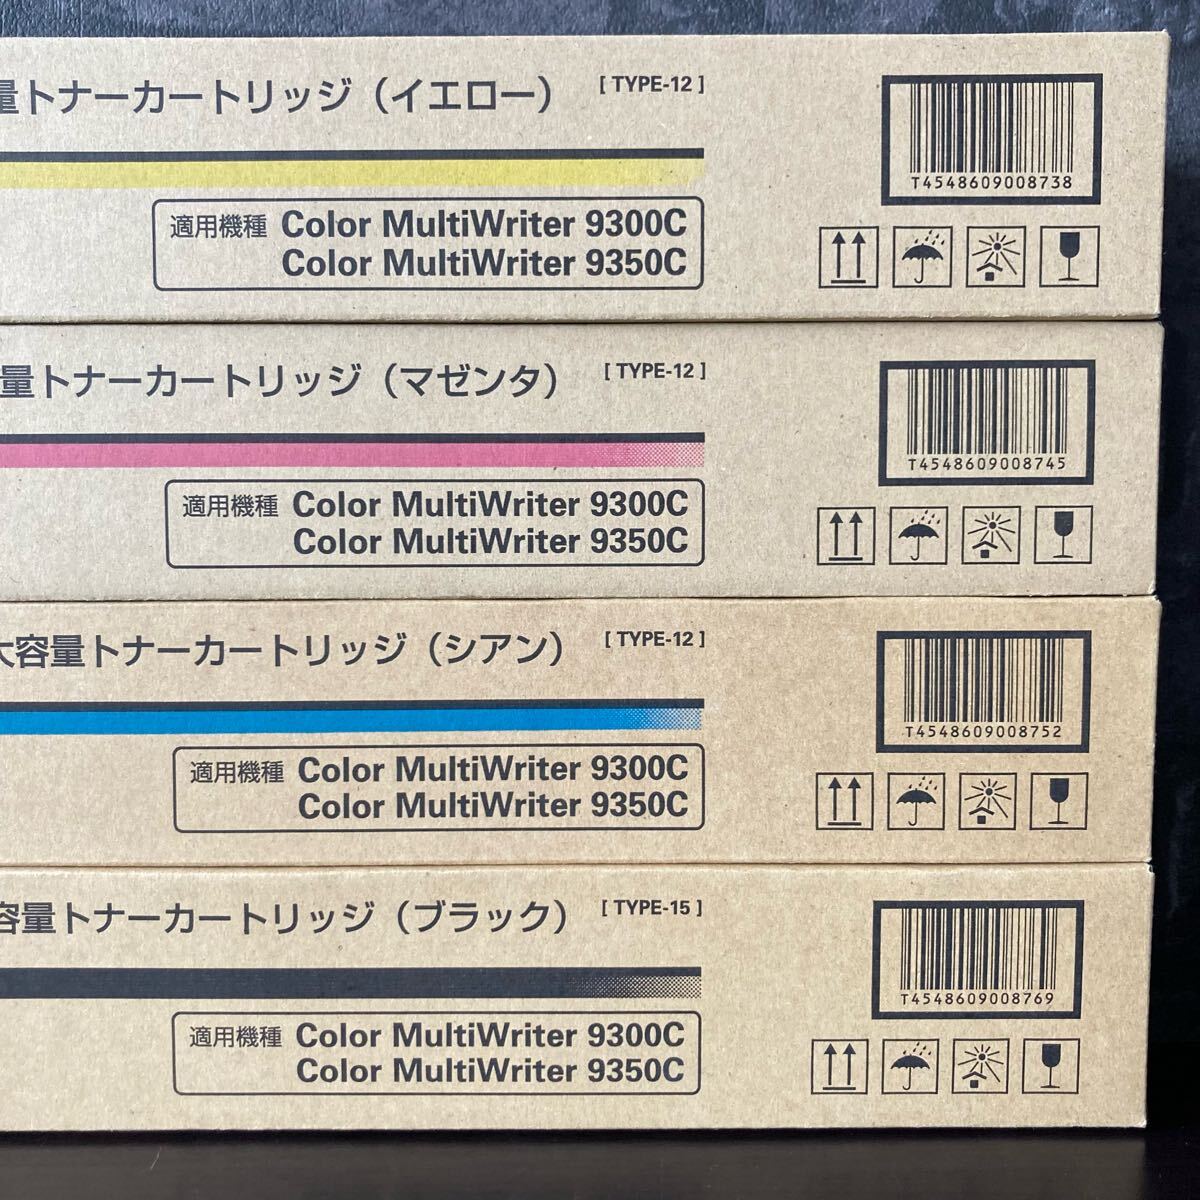 量トナーカートリッジ（イエロー） [ TYPE-12 ]
T4548609008738
適用機種 Color MultiWriter 9300C
Color MultiWriter 9350C
量トナーカートリッジ（マゼンタ） [ TYPE-12 ]
T4548609008745
適用機種 Color MultiWriter 9300C
Color MultiWriter 9350C
大容量トナーカートリッジ（シアン） [ TYPE-12 ]
T4548609008752
適用機種 Color MultiWriter 9300C
Color MultiWriter 9350C
容量トナーカートリッジ（ブラック） [ TYPE-15 ]
T4548609008769
適用機種 Color MultiWriter 9300C
Color MultiWriter 9350C